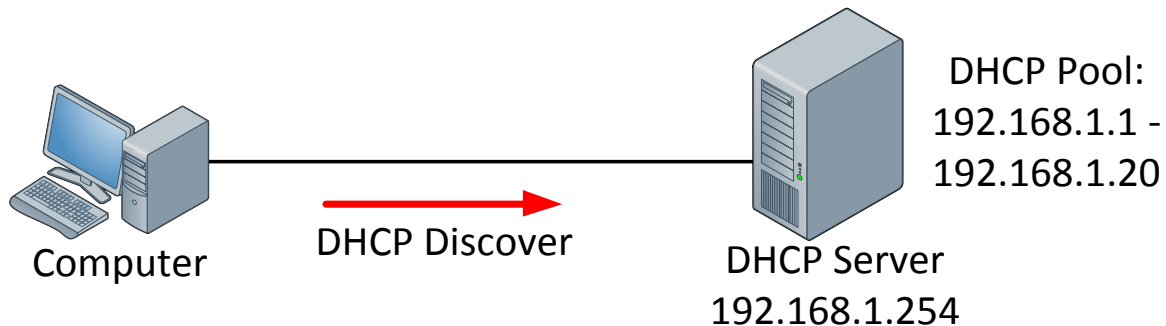 DHCP Pool:
192.168.1.1 -
192.168.1.20
DHCP Discover
Computer
DHCP Server
192.168.1.254